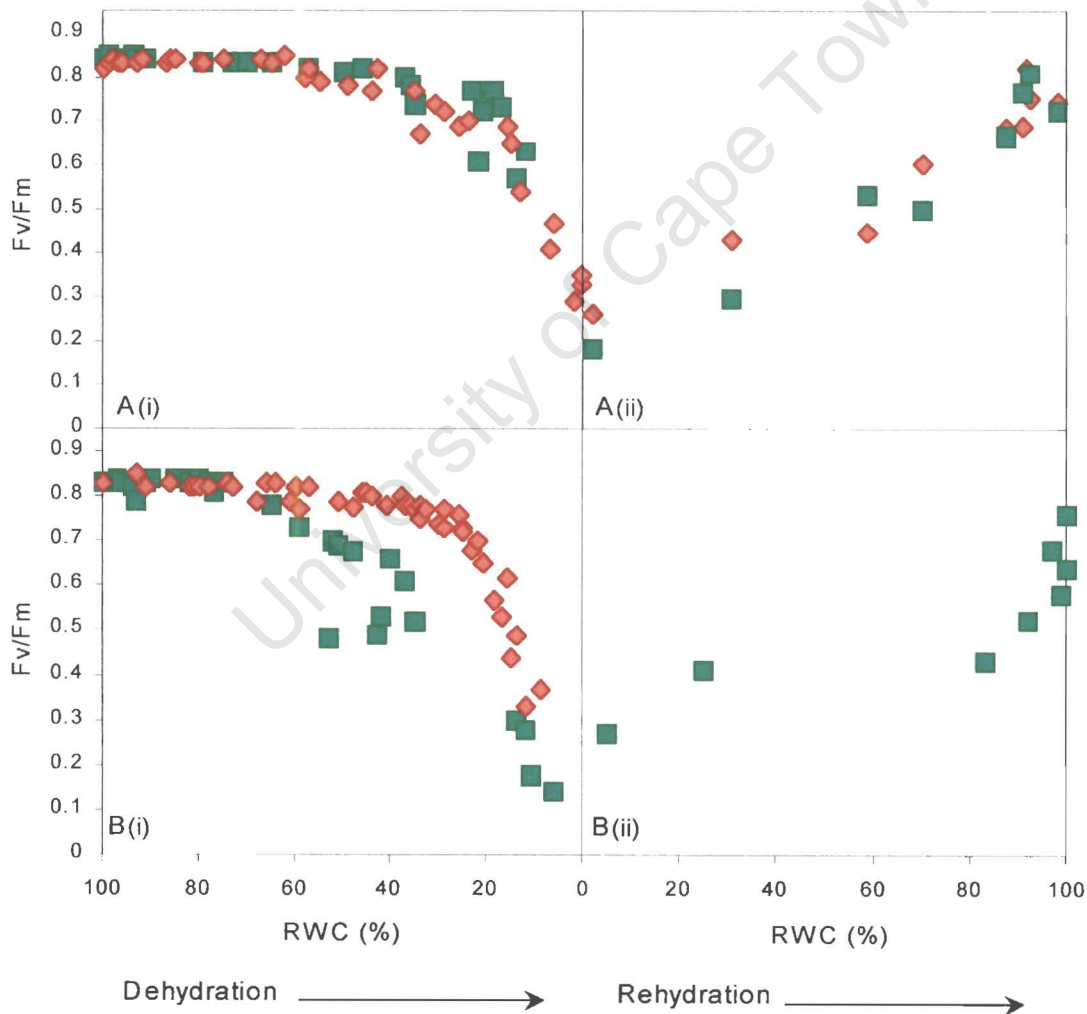 0.9
0.8
0.7
0.6
0.5
0.4
0.3
0.2
0.1
0
Fv/Fm
A(i)
A(ii)
0.9
0.8
0.7
0.6
0.5
0.4
0.3
0.2
0.1
0
Fv/Fm
B(i)
B(ii)
100 80 60 40 20 0 20 40 60 80 100
RWC (%) RWC (%)
Dehydration Rehydration
University of Cape Town